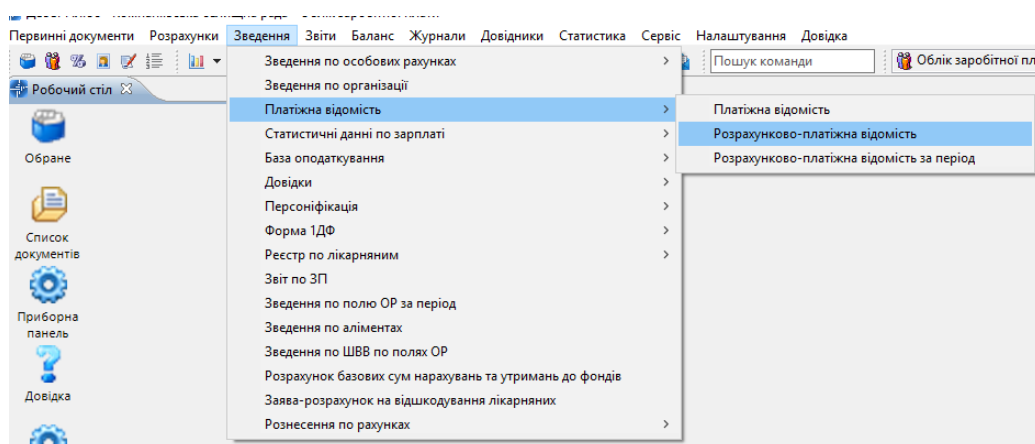 Первинні документи Розрахунки Зведення Звіти Баланс Журнали Довідники Статистика Сервіс Налаштування Довідка
Пошук команди
Облік заробітної пл
Робочий стіл
Обране
Список
документів
Приборна
панель
Довідка
Зведення по особових рахунках
Зведення по організації
Платіжна відомість
Статистичні данні по зарплаті
База оподаткування
Довідки
Персоніфікація
Форма 1ДФ
Реєстр по лікарняним
Звіт по ЗП
Зведення по полю ОР за період
Зведення по аліментах
Зведення по ШВВ по полях ОР
Розрахунок базових сум нарахувань та утримань до фондів
Заява-розрахунок на відшкодування лікарняних
Рознесення по рахунках
Платіжна відомість
Розрахунково-платіжна відомість
Розрахунково-платіжна відомість за період